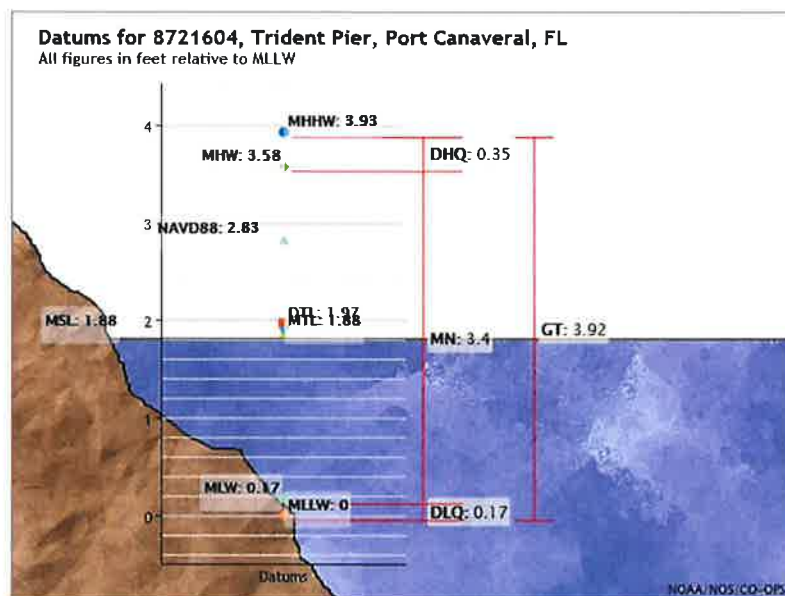 Datums for 8721604, Trident Pier, Port Canaveral, FL
All figures in feet relative to MLLW
MHHW: 3.93
4
MHW: 3.58
DHQ: 0.35
3
NAVD88: 2.83
DTL: 1.97
MSL: 1.88
2
MTL: 1.88
MN: 3.4
GT: 3.92
1
MLW: 0.17
MLLW: 0
0
DLQ: 0.17
Datums
NOAA/NOS/CO-OPS